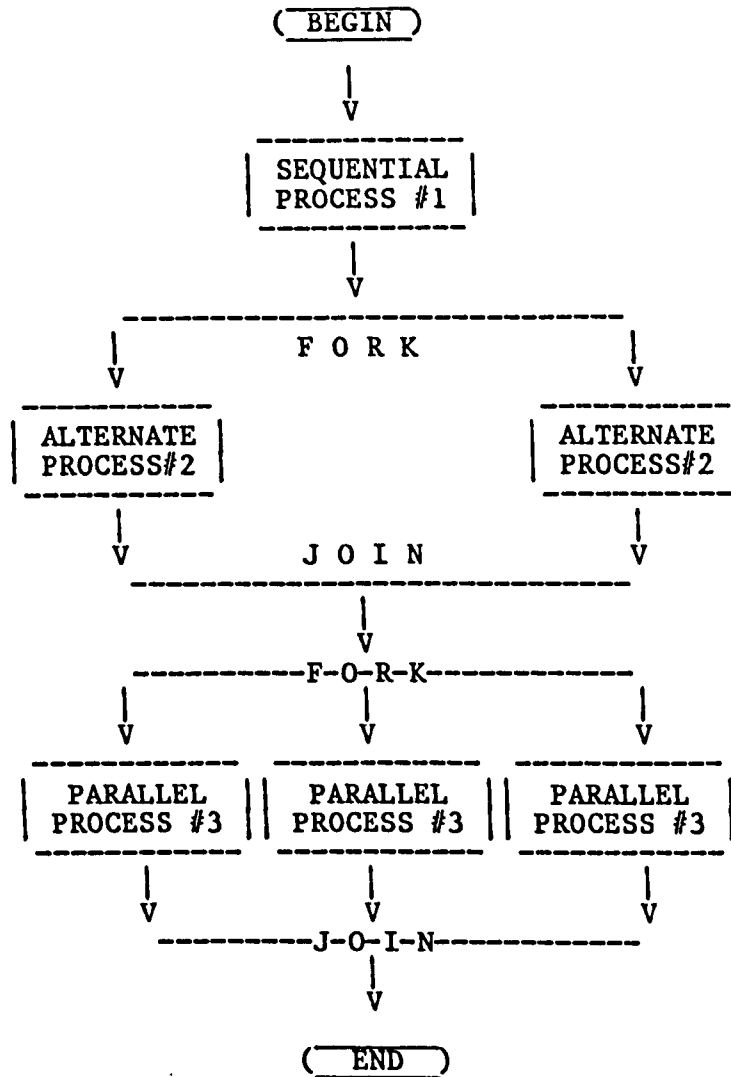 BEGIN
SEQUENTIAL
PROCESS #1
F O R K
ALTERNATE ALTERNATE
PROCESS#2 PROCESS#2
J O I N
F-O-R-K
PARALLEL PARALLEL PARALLEL
PROCESS #3 PROCESS #3 PROCESS #3
J-O-I-N
END